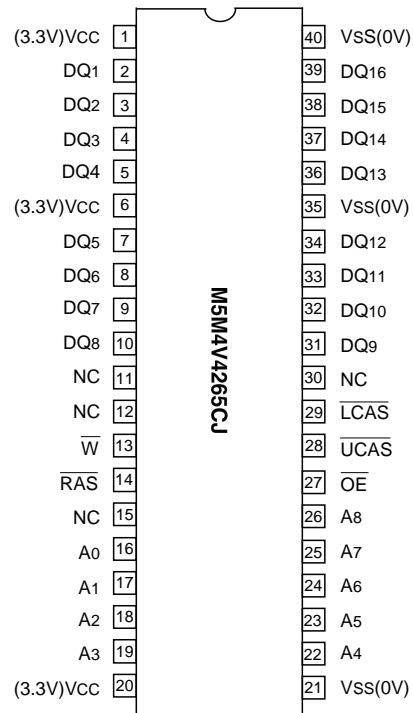 (3.3V)VCC 1 40 VSS(0V)
DQ1 2 39 DQ16
DQ2 3 38 DQ15
DQ3 4 37 DQ14
DQ4 5 36 DQ13
(3.3V)VCC 6 35 VSS(0V)
DQ5 7 34 DQ12
DQ6 8 33 DQ11
DQ7 9 32 DQ10
DQ8 10 31 DQ9
NC 11 30 NC
NC 12 29 L̅C̅A̅S̅
W̅ 13 28 U̅C̅A̅S̅
R̅A̅S̅ 14 27 O̅E̅
NC 15 26 A8
A0 16 25 A7
A1 17 24 A6
A2 18 23 A5
A3 19 22 A4
(3.3V)VCC 20 21 VSS(0V)
M5M4V4265CJ